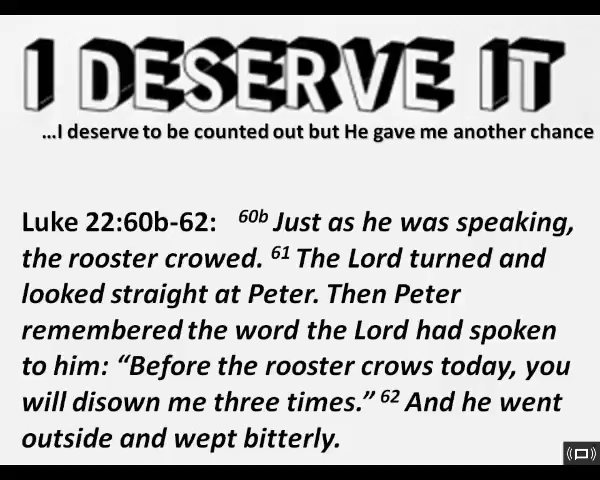 I DESERVE IT
...I deserve to be counted out but He gave me another chance
Luke 22:60b-62: 60b Just as he was speaking,
the rooster crowed. 61 The Lord turned and
looked straight at Peter. Then Peter
remembered the word the Lord had spoken
to him: “Before the rooster crows today, you
will disown me three times.” 62 And he went
outside and wept bitterly.